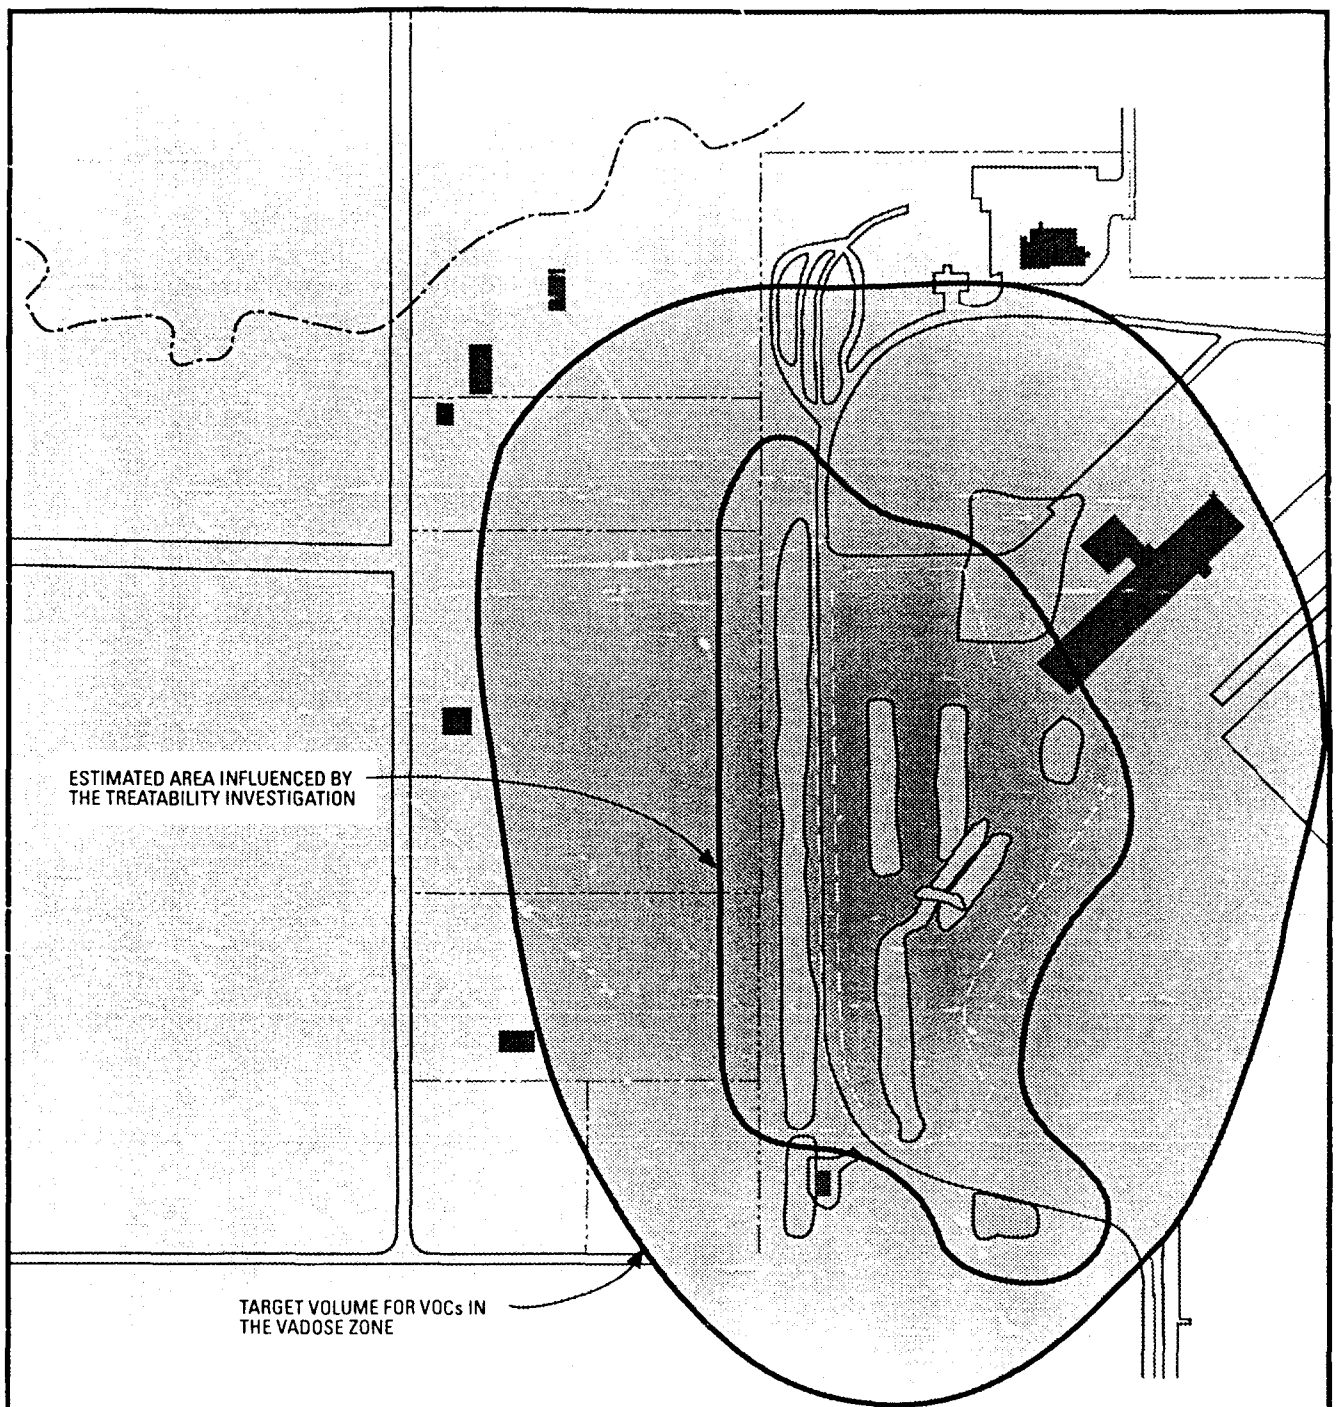 ESTIMATED AREA INFLUENCED BY
THE TREATABILITY INVESTIGATION
TARGET VOLUME FOR VOCs IN
THE VADOSE ZONE